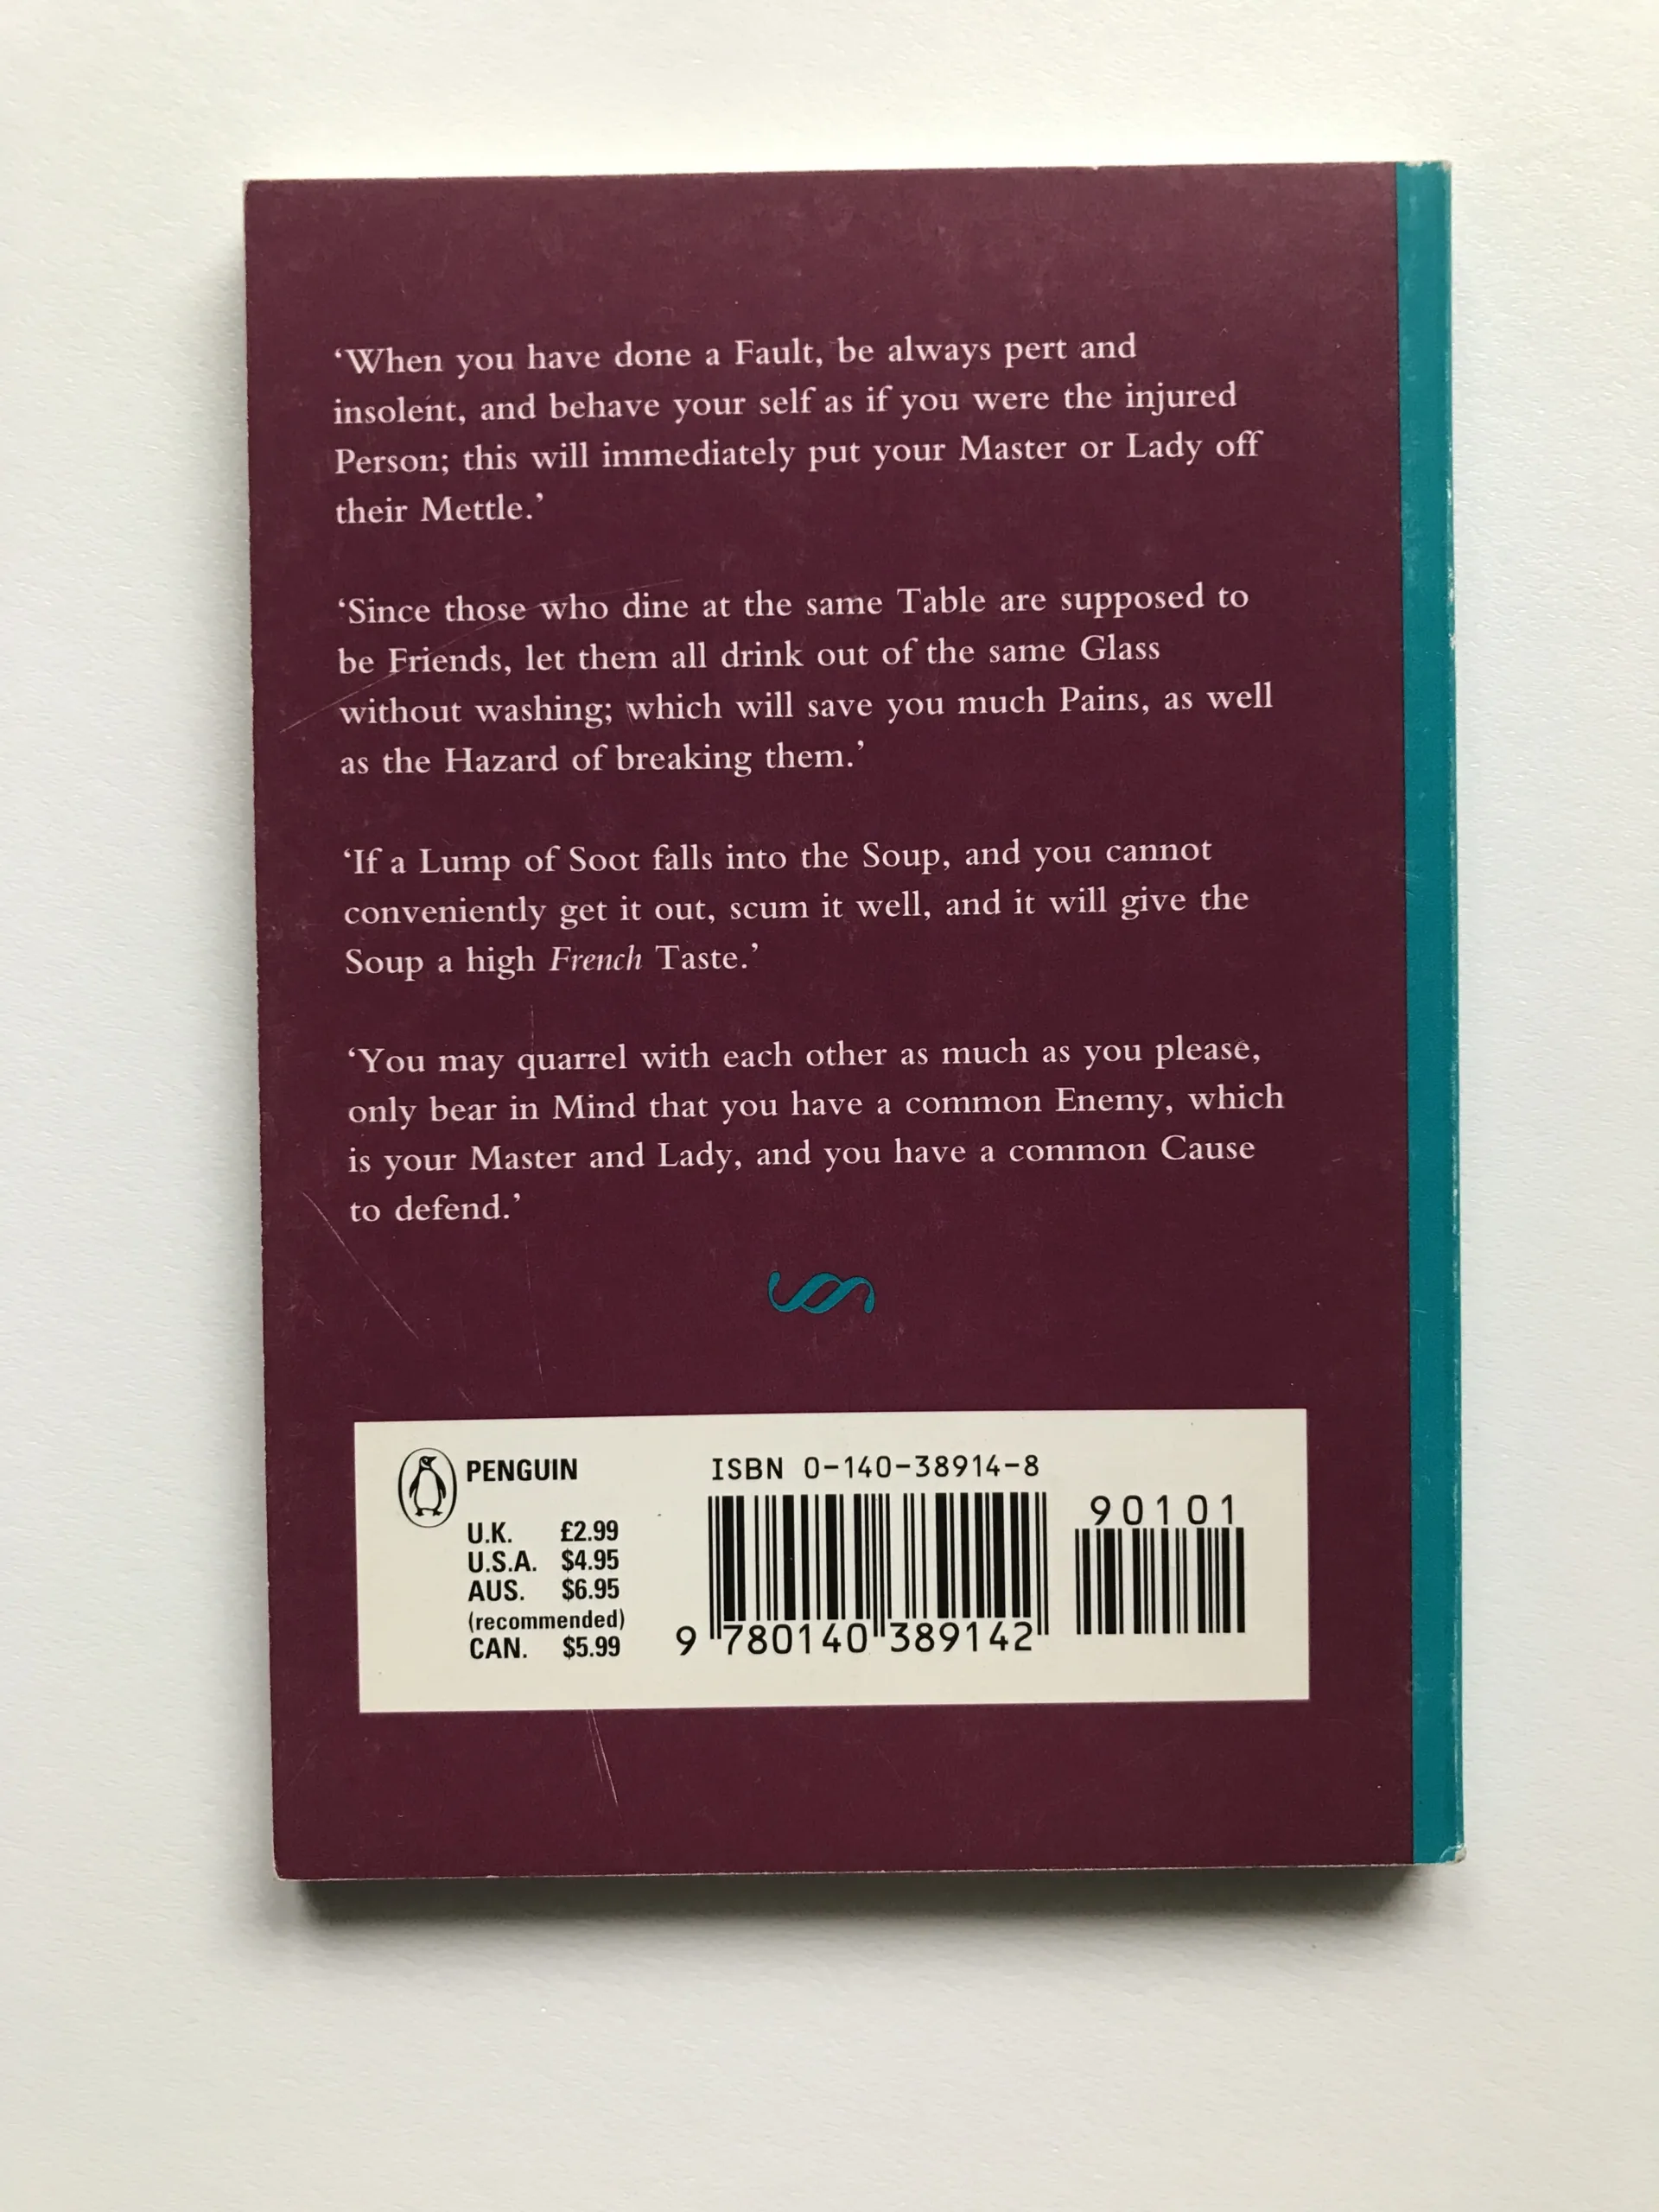 ‘When you have done a Fault, be always pert and
insolent, and behave your self as if you were the injured
Person; this will immediately put your Master or Lady off
their Mettle.’
‘Since those who dine at the same Table are supposed to
be Friends, let them all drink out of the same Glass
without washing; which will save you much Pains, as well
as the Hazard of breaking them.’
‘If a Lump of Soot falls into the Soup, and you cannot
conveniently get it out, scum it well, and it will give the
Soup a high French Taste.’
‘You may quarrel with each other as much as you please,
only bear in Mind that you have a common Enemy, which
is your Master and Lady, and you have a common Cause
to defend.’
PENGUIN
U.K. £2.99
U.S.A. $4.95
AUS. $6.95
(recommended)
CAN. $5.99
ISBN 0-140-38914-8
9 780140 389142
90101